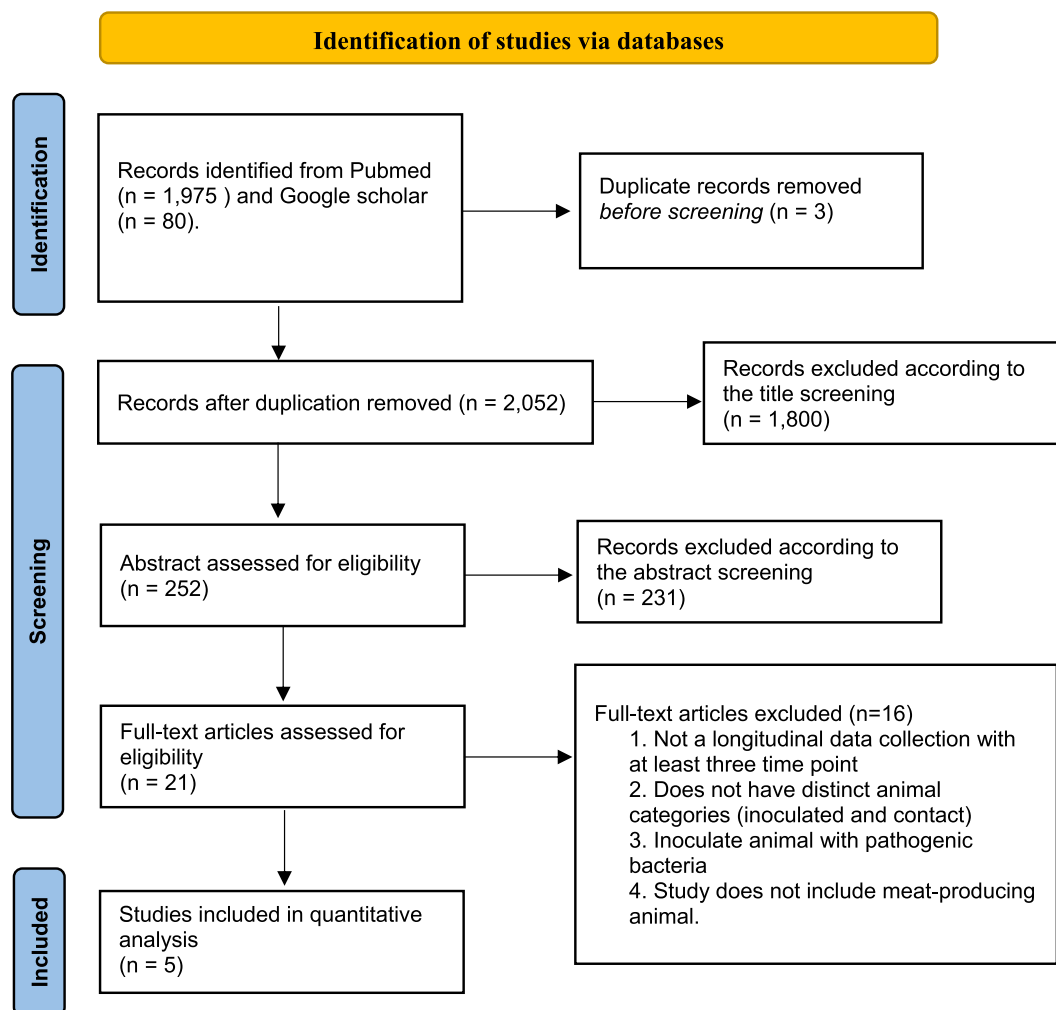 Identification of studies via databases
Identification
Records identified from Pubmed
(n = 1,975 ) and Google scholar
(n = 80).
Duplicate records removed
before screening (n = 3)
Screening
Records after duplication removed (n = 2,052)
Records excluded according to
the title screening
(n = 1,800)
Abstract assessed for eligibility
(n = 252)
Records excluded according to
the abstract screening
(n = 231)
Full-text articles assessed for
eligibility
(n = 21)
Full-text articles excluded (n=16)
1. Not a longitudinal data collection with
at least three time point
2. Does not have distinct animal
categories (inoculated and contact)
3. Inoculate animal with pathogenic
bacteria
4. Study does not include meat-producing
animal.
Included
Studies included in quantitative
analysis
(n = 5)